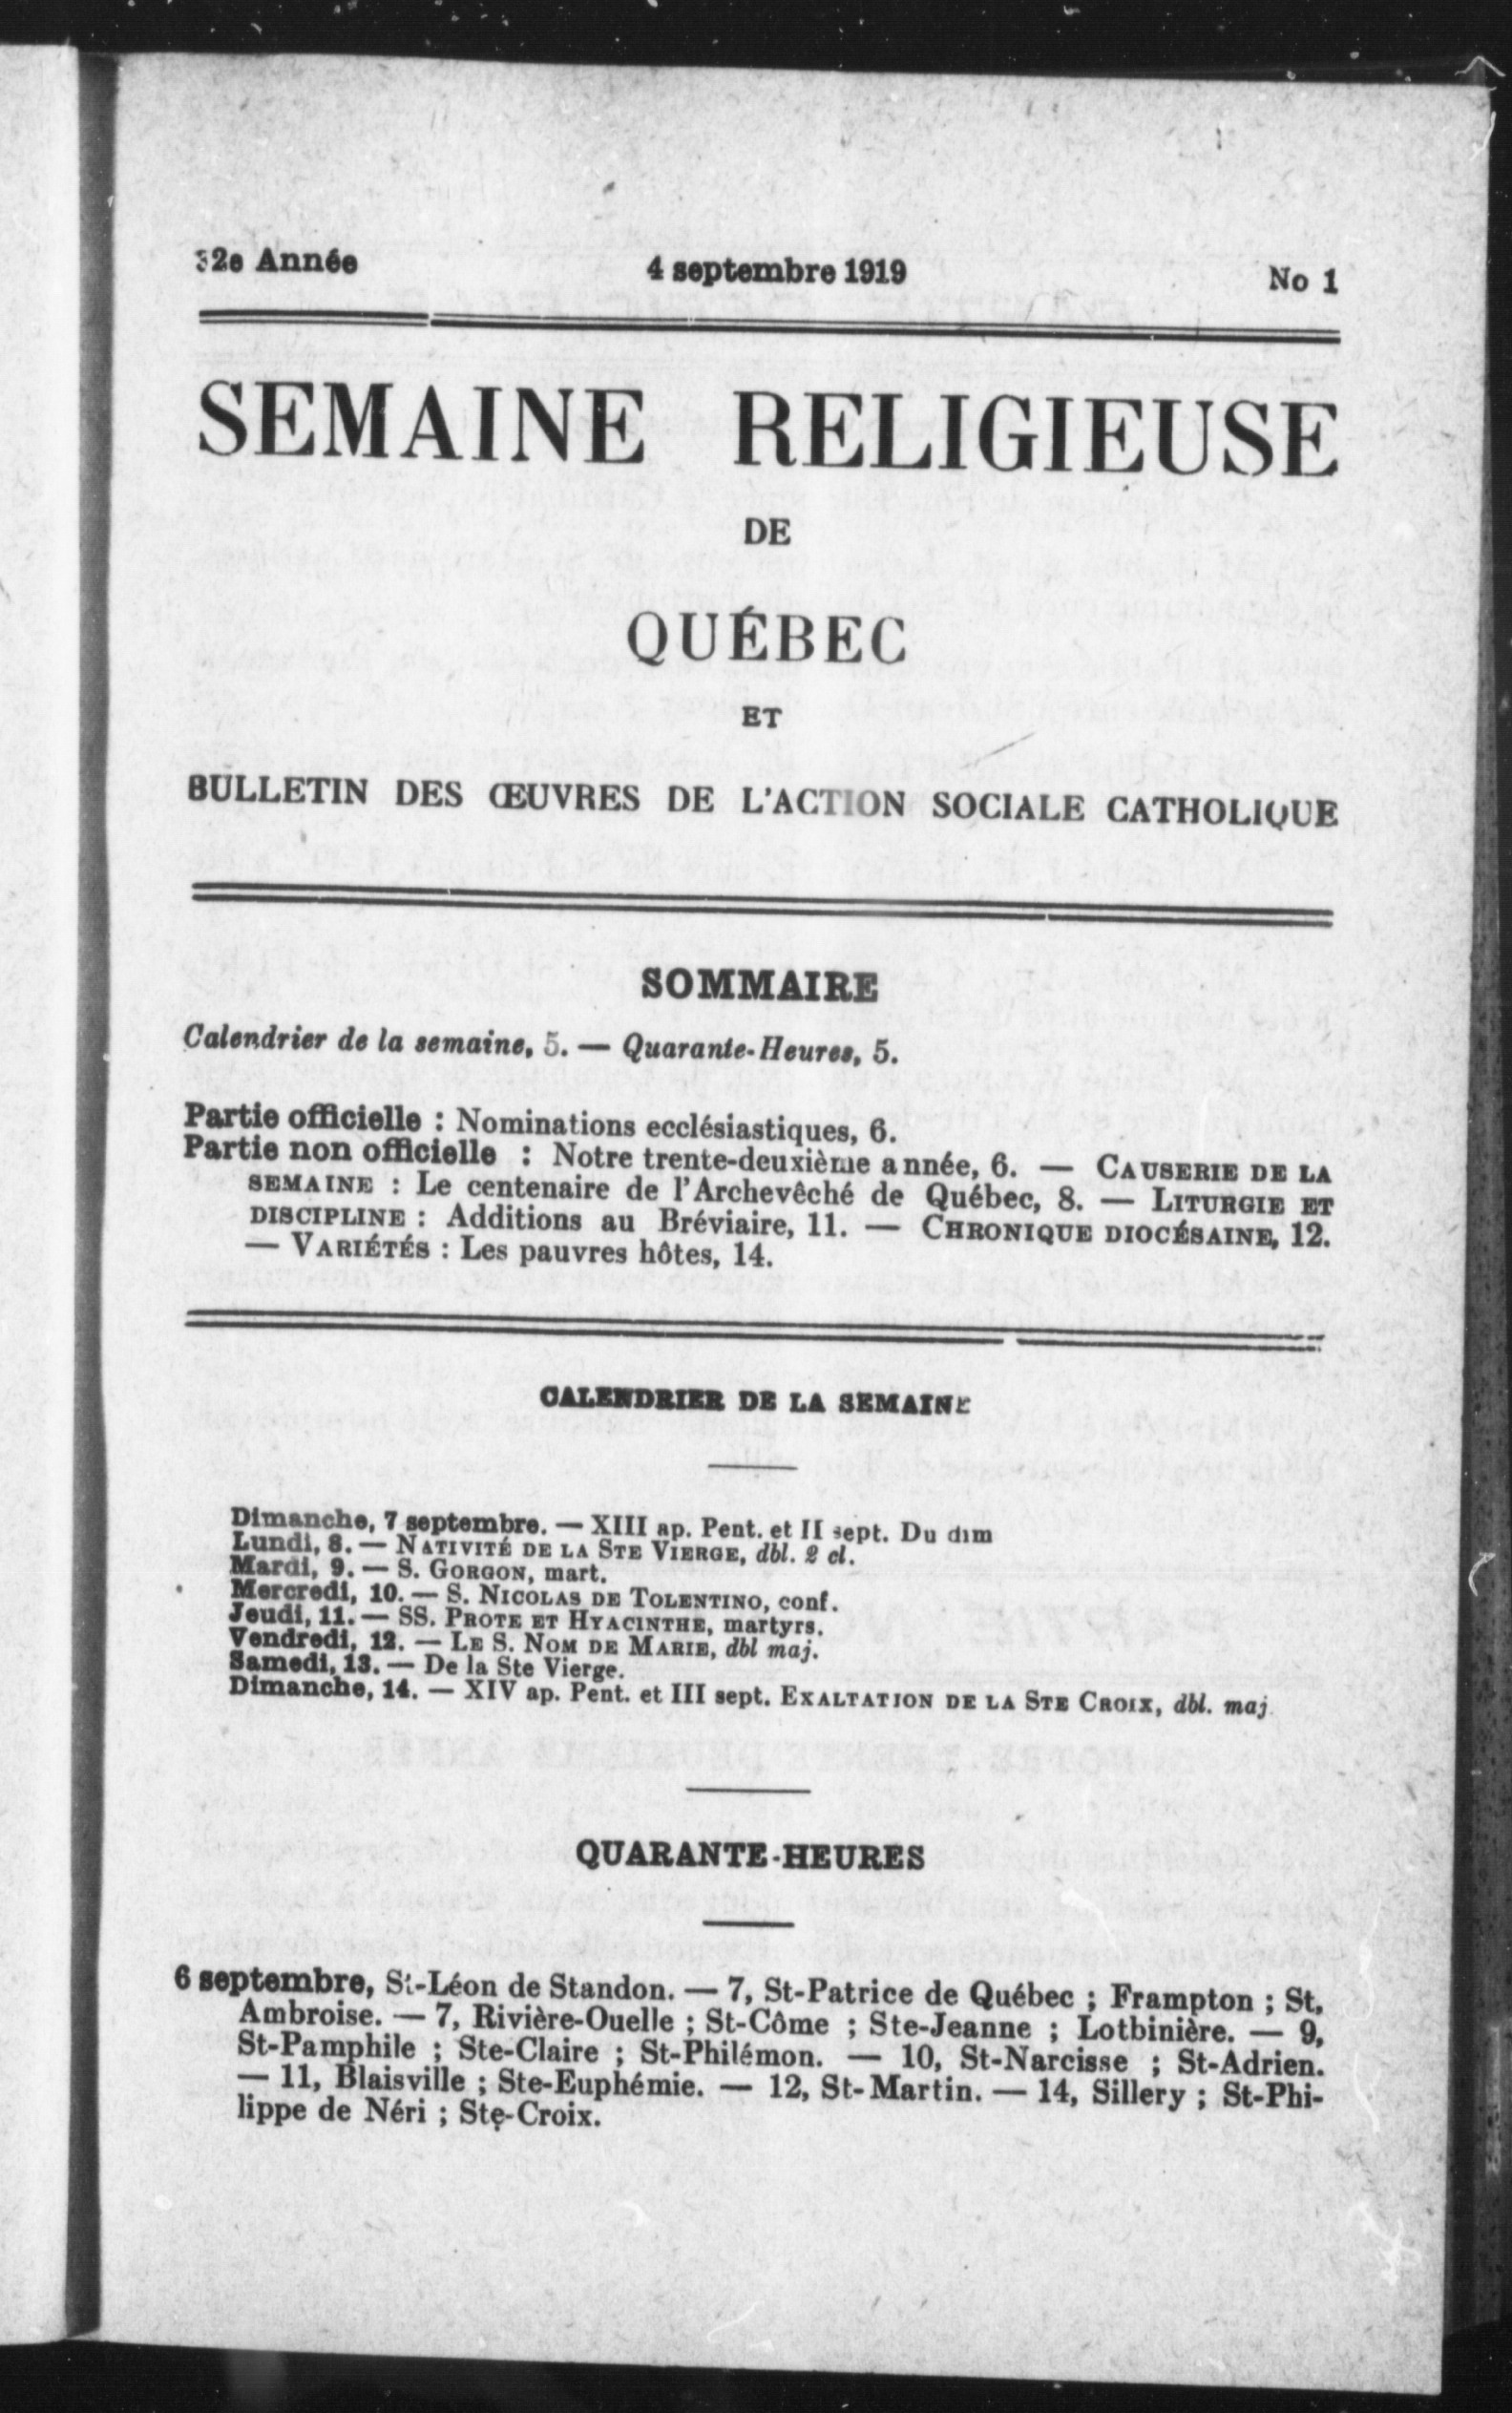 32e Année 4 septembre 1919 No 1
SEMAINE RELIGIEUSE
DE
QUÉBEC
ET
BULLETIN DES ŒUVRES DE L'ACTION SOCIALE CATHOLIQUE
SOMMAIRE
Calendrier de la semaine, 5. — Quarante-Heures, 5.
Partie officielle : Nominations ecclésiastiques, 6.
Partie non officielle : Notre trente-deuxième année, 6. — CAUSERIE DE LA
SEMAINE : Le centenaire de l'Archevêché de Québec, 8. — LITURGIE ET
DISCIPLINE : Additions au Bréviaire, 11. — CHRONIQUE DIOCÉSAINE, 12.
— VARIÉTÉS : Les pauvres hôtes, 14.
CALENDRIER DE LA SEMAINE
Dimanche, 7 septembre. — XIII ap. Pent. et II sept. Du dim
Lundi, 8. — NATIVITÉ DE LA STE VIERGE, dbl. 2 cl.
Mardi, 9. — S. GORGON, mart.
Mercredi, 10. — S. NICOLAS DE TOLENTINO, conf.
Jeudi, 11. — SS. PROTE ET HYACINTHE, martyrs.
Vendredi, 12. — LE S. NOM DE MARIE, dbl maj.
Samedi, 13. — De la Ste Vierge.
Dimanche, 14. — XIV ap. Pent. et III sept. EXALTATION DE LA STE CROIX, dbl. maj.
QUARANTE-HEURES
6 septembre, St-Léon de Standon. — 7, St-Patrice de Québec ; Frampton ; St,
Ambroise. — 7, Rivière-Ouelle ; St-Côme ; Ste-Jeanne ; Lotbinière. — 9,
St-Pamphile ; Ste-Claire ; St-Philémon. — 10, St-Narcisse ; St-Adrien.
— 11, Blaisville ; Ste-Euphémie. — 12, St-Martin. — 14, Sillery ; St-Phi-
lippe de Néri ; Ste-Croix.